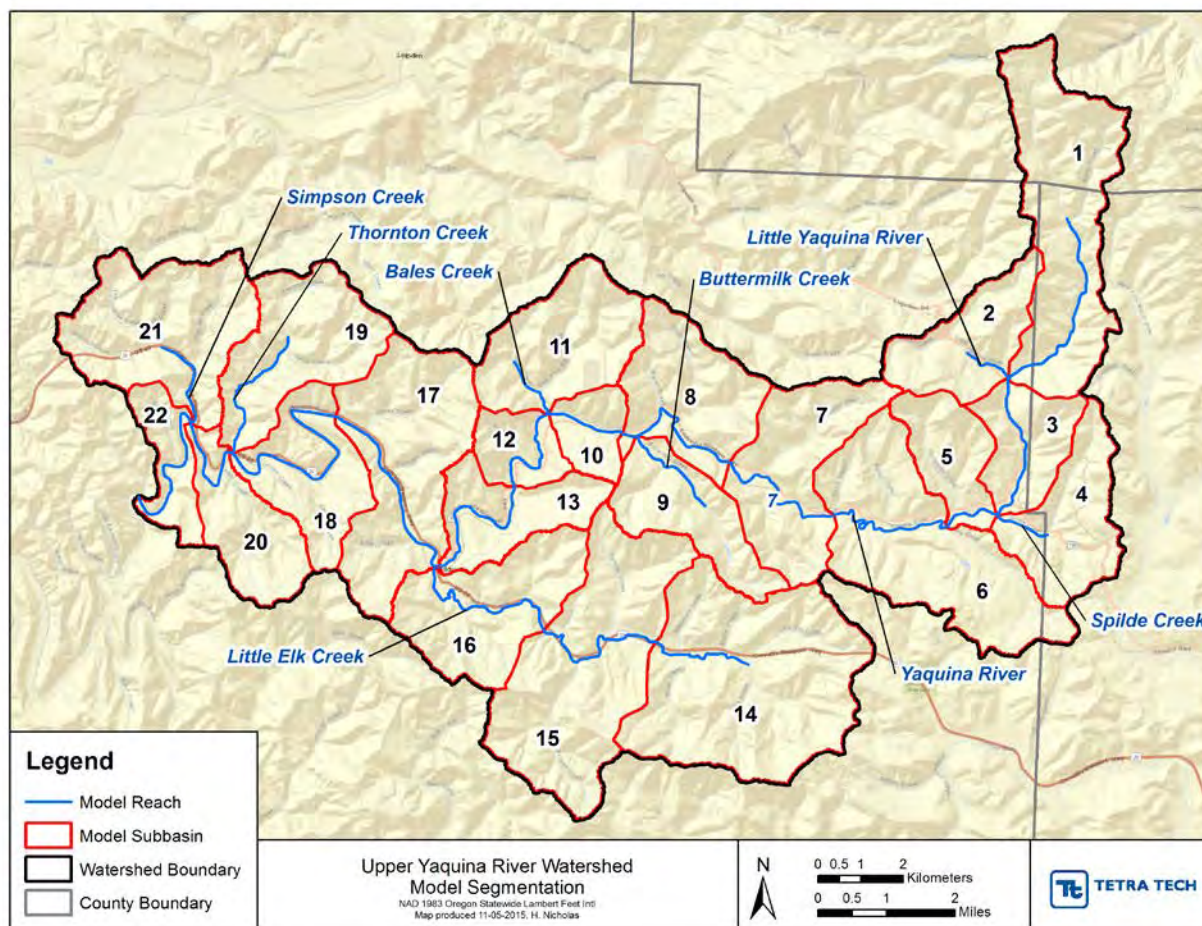 1
Simpson Creek
Thornton Creek
Little Yaquina River
Bales Creek
Buttermilk Creek
2
21
19
11
17
8
7
3
22
12
10
5
4
9
7
13
18
20
6
16
Spilde Creek
Little Elk Creek
Yaquina River
14
15
Legend
Model Reach
Model Subbasin
Watershed Boundary
County Boundary
Upper Yaquina River Watershed
Model Segmentation
NAD 1983 Oregon Statewide Lambert Feet Intl
Map produced 11-05-2015, H. Nicholas
N
0 0.5 1 2
Kilometers
0 0.5 1 2
Miles
Tt TETRA TECH